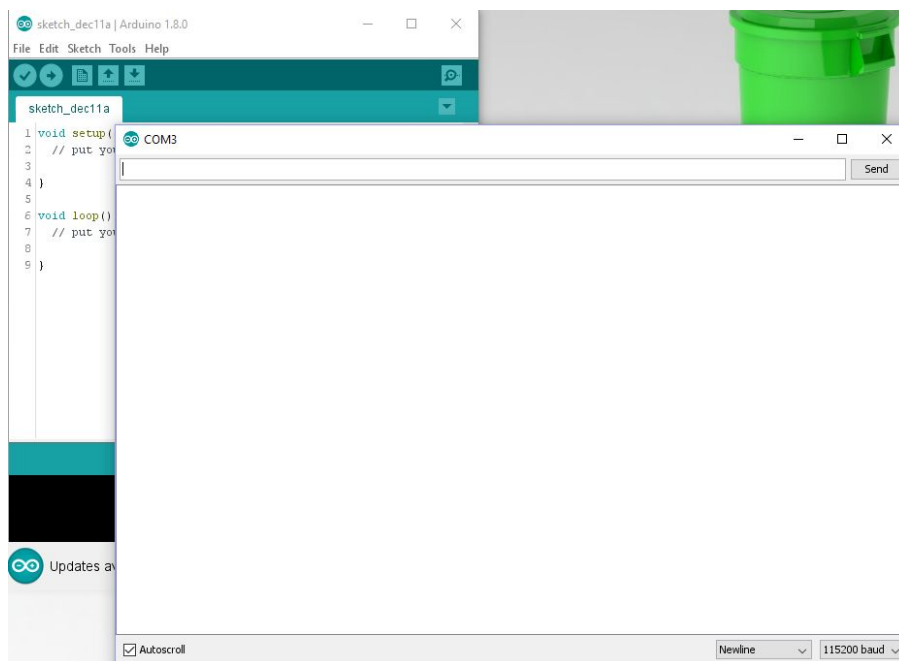 sketch_dec11a | Arduino 1.8.0
File Edit Sketch Tools Help
sketch_dec11a
1 void setup(
2 // put you
3
4 }
5
6 void loop()
7 // put you
8
9 }
COM3
Send
Updates av
Autoscroll
Newline
115200 baud